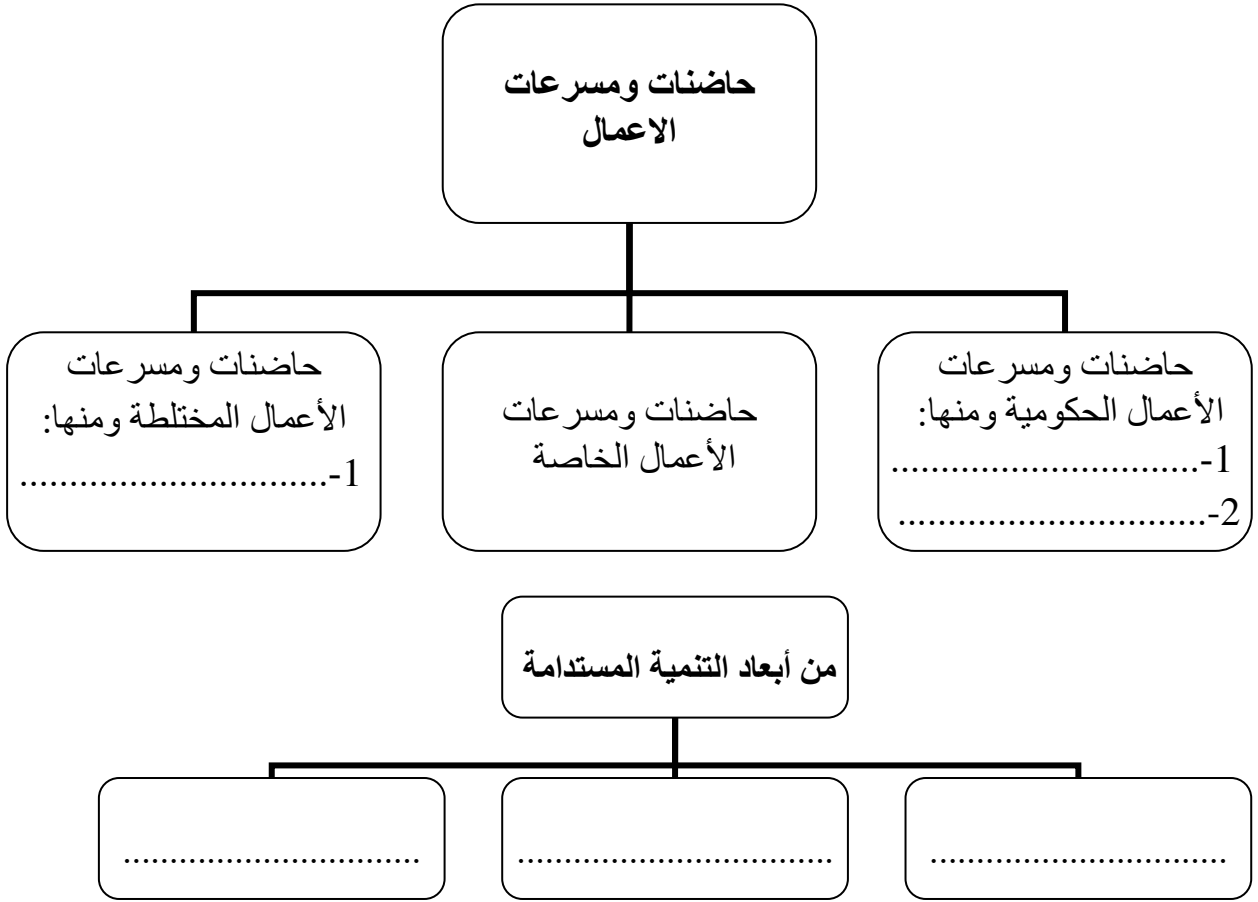 حاضنات ومسرعات
الاعمال
حاضنات ومسرعات
الأعمال الحكومية ومنها:
1-...............................
2-...............................
حاضنات ومسرعات
الأعمال الخاصة
حاضنات ومسرعات
الأعمال المختلطة ومنها:
1-...............................
من أبعاد التنمية المستدامة
................................
..................................
................................